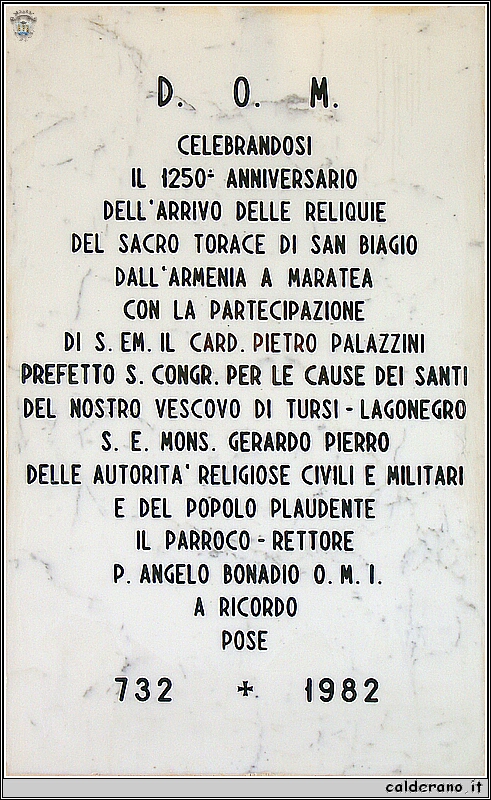 D. O. M.
CELEBRANDOSI
IL 1250° ANNIVERSARIO
DELL'ARRIVO DELLE RELIQUIE
DEL SACRO TORACE DI SAN BIAGIO
DALL'ARMENIA A MARATEA
CON LA PARTECIPAZIONE
DI S. EM. IL CARD. PIETRO PALAZZINI
PREFETTO S. CONGR. PER LE CAUSE DEI SANTI
DEL NOSTRO VESCOVO DI TURSI - LAGONEGRO
S. E. MONS. GERARDO PIERRO
DELLE AUTORITA' RELIGIOSE CIVILI E MILITARI
E DEL POPOLO PLAUDENTE
IL PARROCO - RETTORE
P. ANGELO BONADIO O. M. I.
A RICORDO
POSE
732 ✠ 1982
calderano.it